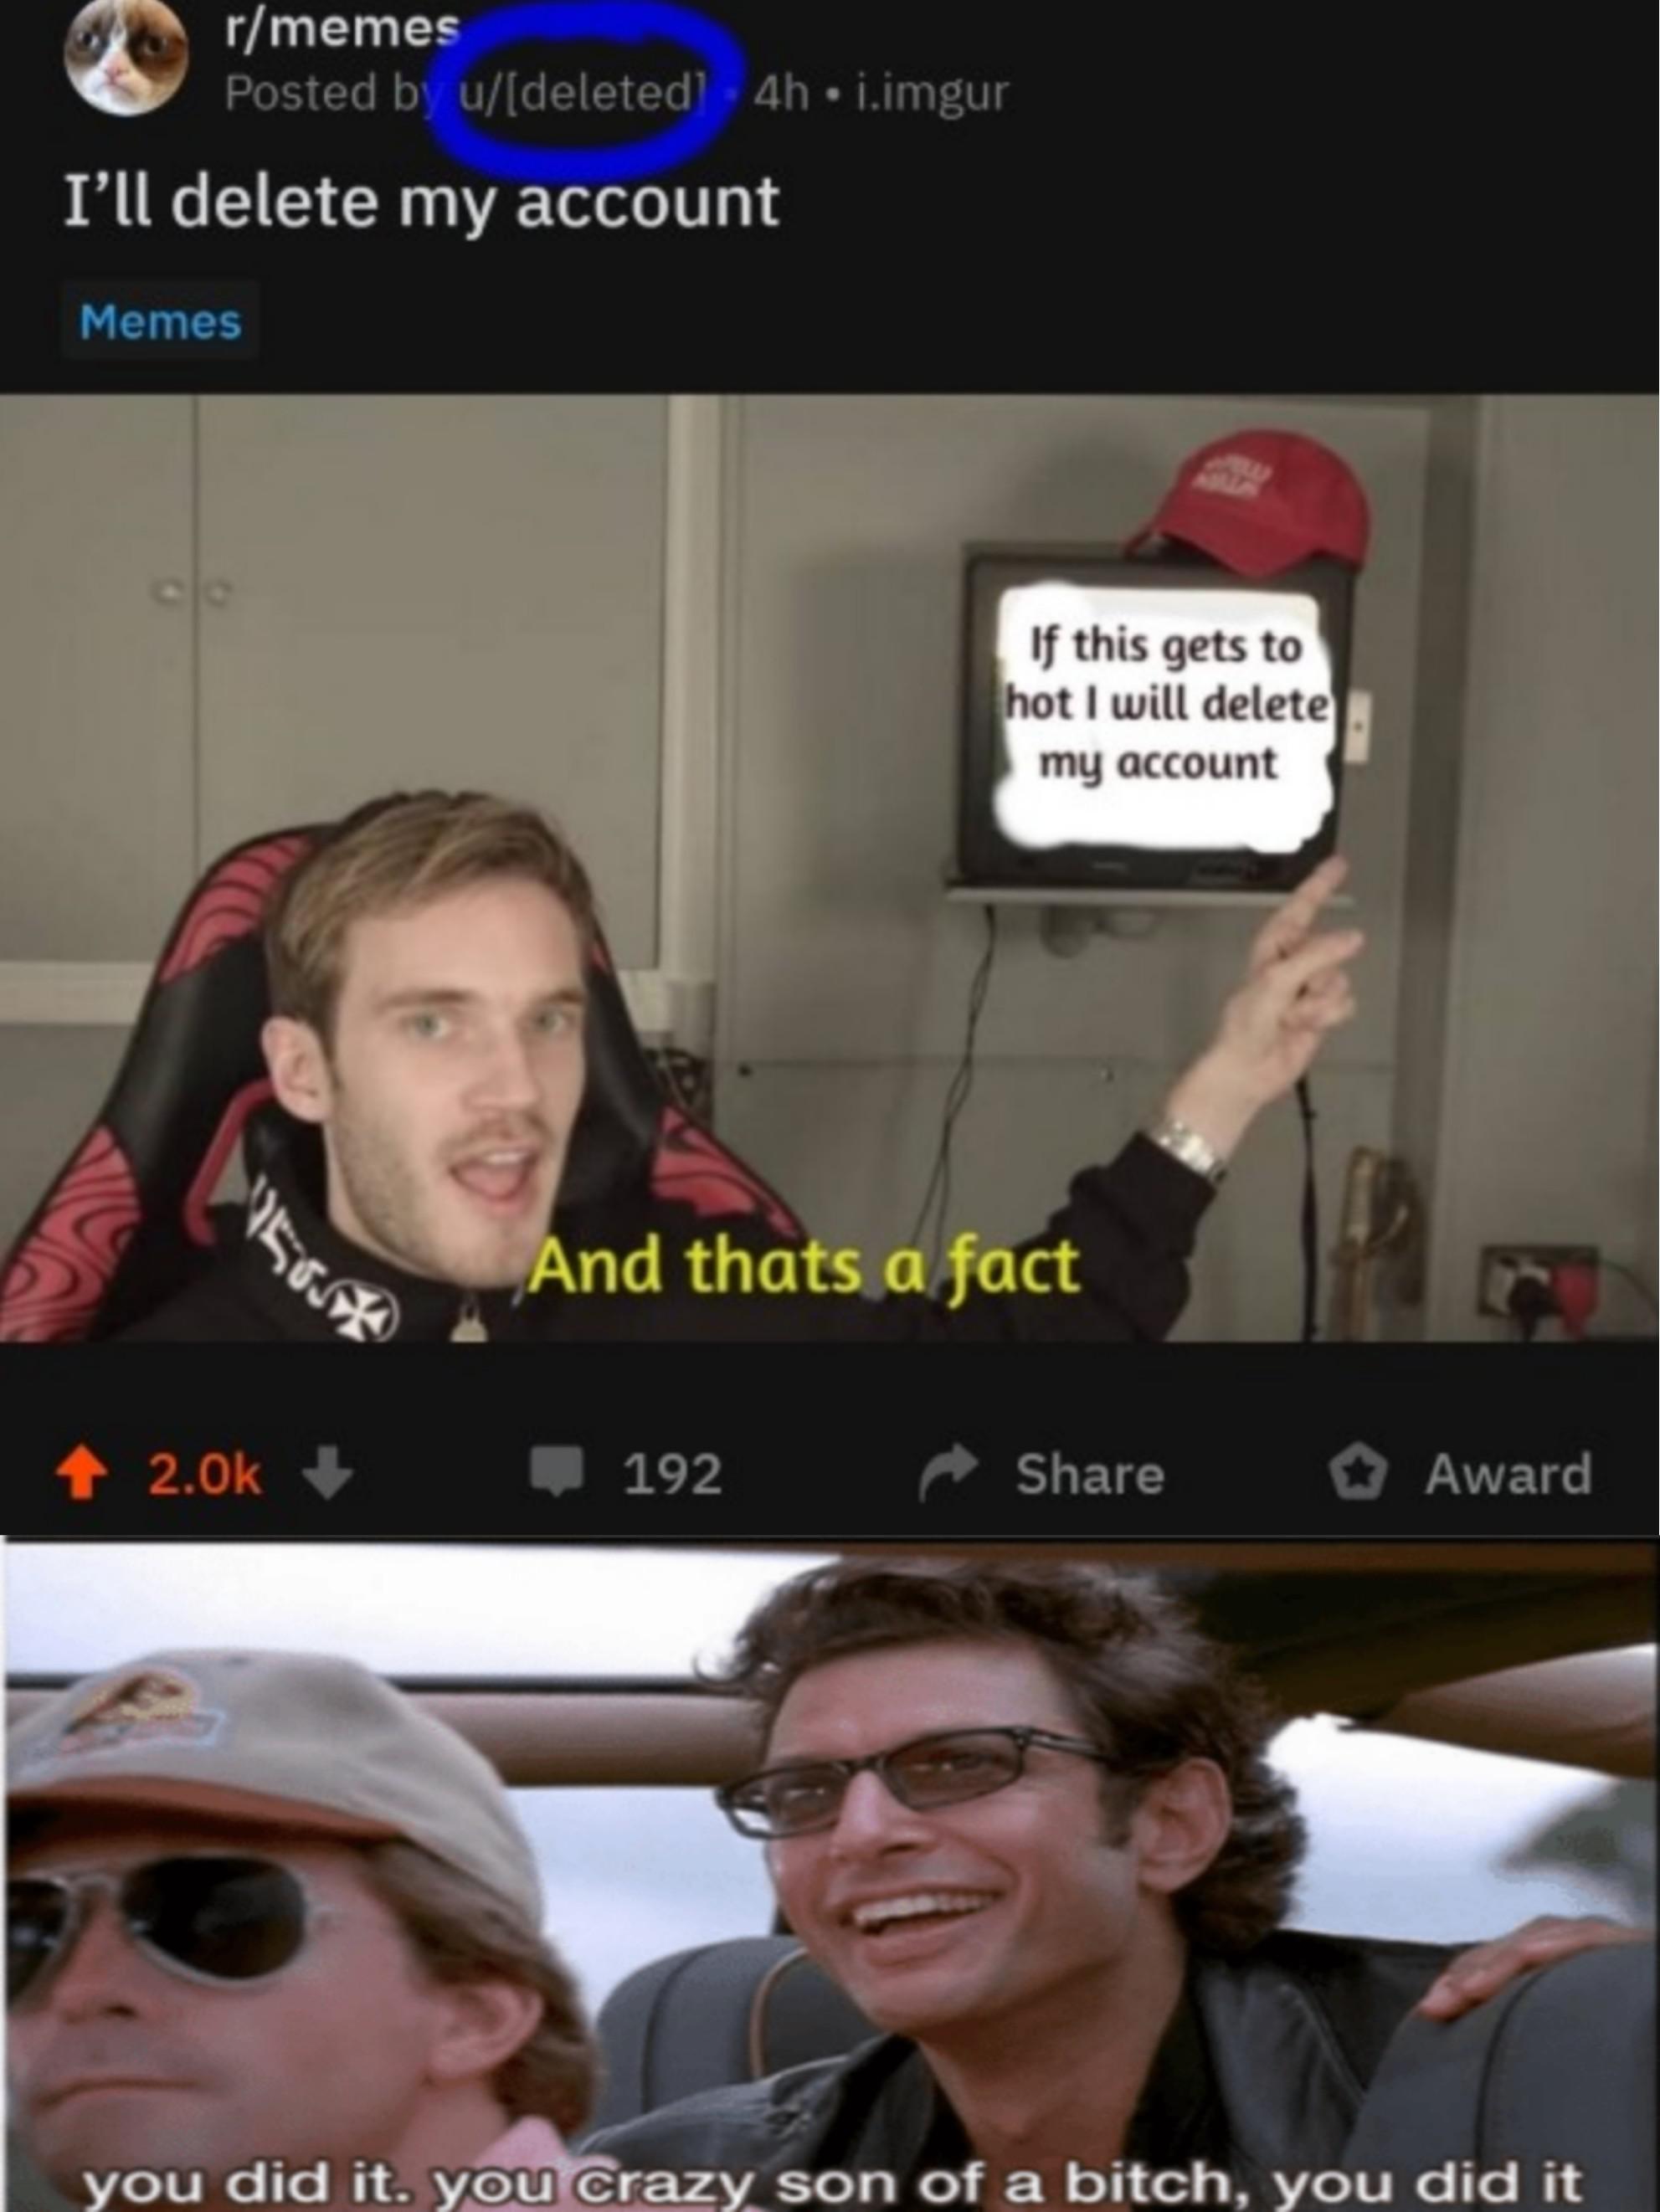 r/memes
Posted by u/[deleted] • 4h • i.imgur
I'll delete my account
Memes
If this gets to
hot I will delete
my account
And thats a fact
2.0k
192
Share
Award
you did it. you crazy son of a bitch, you did it